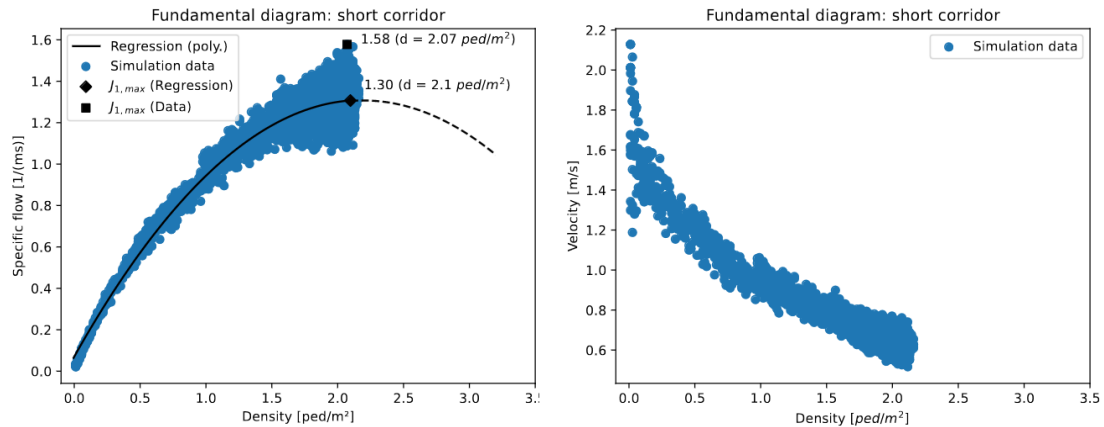 Fundamental diagram: short corridor
1.6
1.4
1.2
1.0
0.8
0.6
0.4
0.2
0.0
Specific flow [1/(ms)]
Regression (poly.)
Simulation data
J1,max (Regression)
J1,max (Data)
1.58 (d = 2.07 ped/m²)
1.30 (d = 2.1 ped/m²)
0.0 0.5 1.0 1.5 2.0 2.5 3.0 3.5
Density [ped/m²]
Fundamental diagram: short corridor
2.2
2.0
1.8
1.6
1.4
1.2
1.0
0.8
0.6
Velocity [m/s]
Simulation data
0.0 0.5 1.0 1.5 2.0 2.5 3.0 3.5
Density [ped/m²]